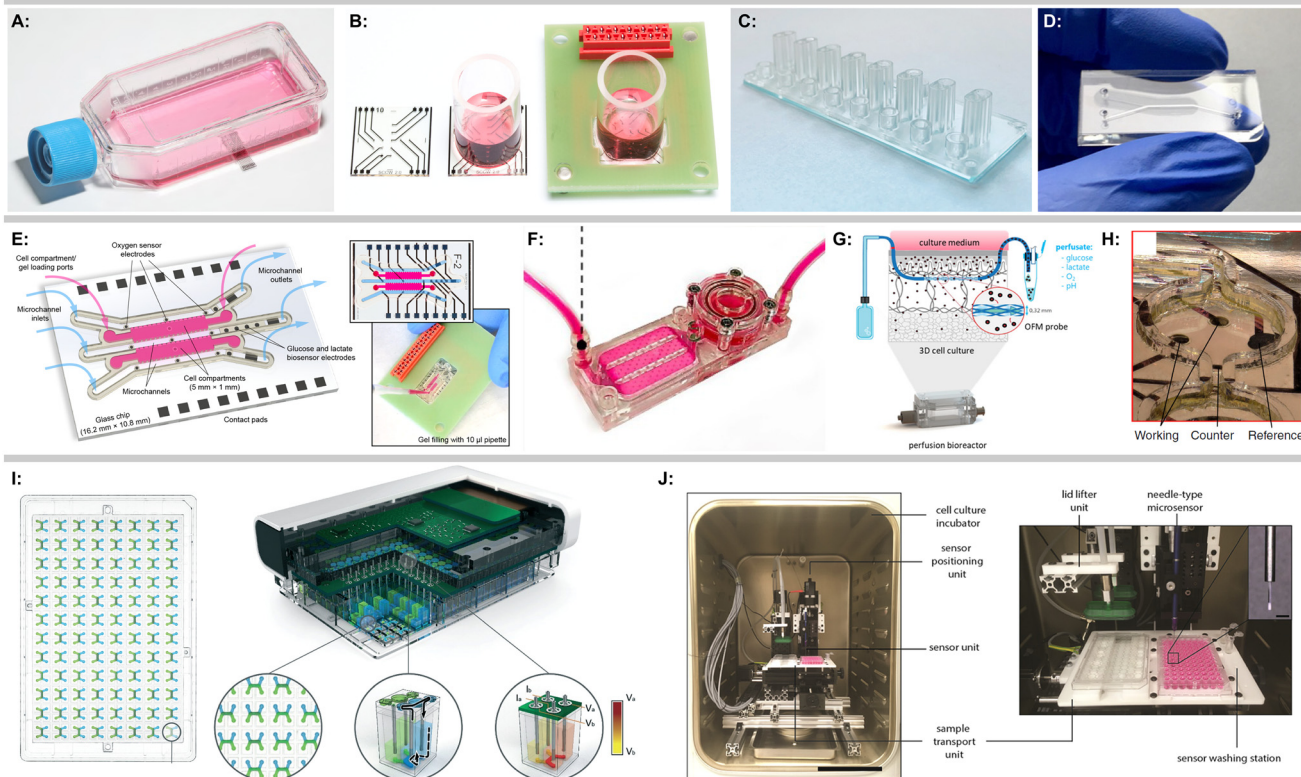 A:
B:
C:
D:
10
E:
Oxygen sensor
electrodes
Cell compartment/
gel loading ports
Microchannel
outlets
Microchannel
inlets
Glucose and lactate
biosensor electrodes
Microchannels
Cell compartments
(5 mm × 1 mm)
Glass chip
(16.2 mm × 10.8 mm)
Contact pads
F-2
Gel filling with 10 µl pipette
F:
G:
culture medium
perfusate:
- glucose
- lactate
- O₂
- pH
0.32 mm
OFM probe
3D cell culture
perfusion bioreactor
H:
Working
Counter
Reference
I:
Ib
Ia
Va
Vb
Va
Vb
J:
cell culture
incubator
sensor
positioning
unit
sensor unit
sample
transport
unit
lid lifter
unit
needle-type
microsensor
sensor washing station